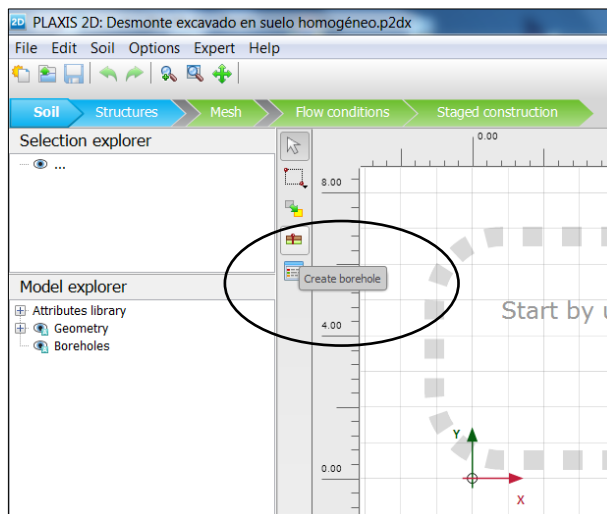 2D PLAXIS 2D: Desmonte excavado en suelo homogéneo.p2dx
File Edit Soil Options Expert Help
Soil Structures Mesh Flow conditions Staged construction
Selection explorer
...
Model explorer
Attributes library
Geometry
Boreholes
Create borehole
0.00
8.00
4.00
0.00
Start by u
Y
X